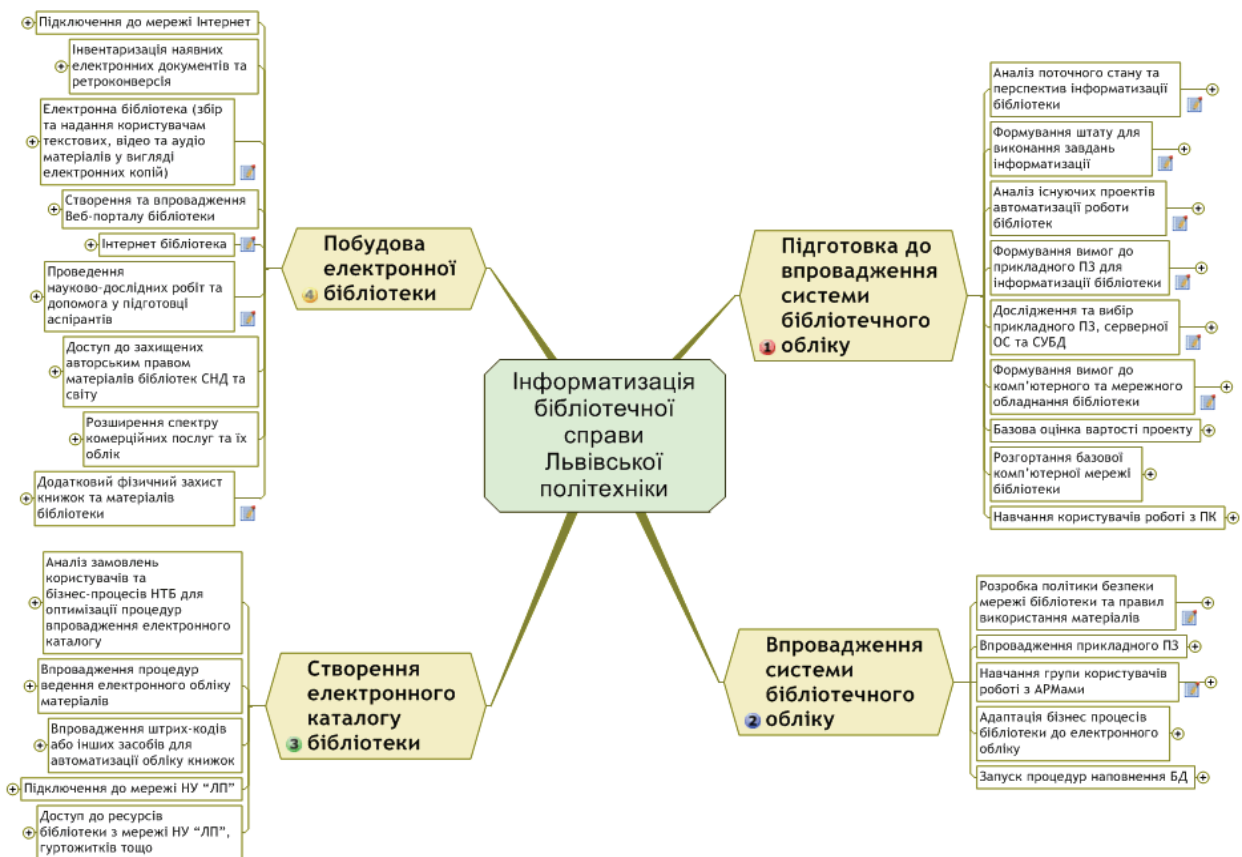 Інформатизація
бібліотечної
справи
Львівської
політехніки
Підготовка до
впровадження
системи
бібліотечного
1 обліку
Аналіз поточного стану та
перспектив інформатизації
бібліотеки
Формування штату для
виконання завдань
інформатизації
Аналіз існуючих проектів
автоматизації роботи
бібліотек
Формування вимог до
прикладного ПЗ для
інформатизації бібліотеки
Дослідження та вибір
прикладного ПЗ, серверної
ОС та СУБД
Формування вимог до
комп'ютерного та мережного
обладнання бібліотеки
Базова оцінка вартості проекту
Розгортання базової
комп'ютерної мережі
бібліотеки
Навчання користувачів роботі з ПК
Впровадження
системи
бібліотечного
2 обліку
Розробка політики безпеки
мережі бібліотеки та правил
використання матеріалів
Впровадження прикладного ПЗ
Навчання групи користувачів
роботі з АРМами
Адаптація бізнес процесів
бібліотеки до електронного
обліку
Запуск процедур наповнення БД
Створення
електронного
каталогу
3 бібліотеки
Аналіз замовлень
користувачів та
бізнес-процесів НТБ для
оптимізації процедур
впровадження електронного
каталогу
Впровадження процедур
ведення електронного обліку
матеріалів
Впровадження штрих-кодів
або інших засобів для
автоматизації обліку книжок
Підключення до мережі НУ “ЛП”
Доступ до ресурсів
бібліотеки з мережі НУ “ЛП”,
гуртожитків тощо
Побудова
електронної
4 бібліотеки
Підключення до мережі Інтернет
Інвентаризація наявних
електронних документів та
ретроконверсія
Електронна бібліотека (збір
та надання користувачам
текстових, відео та аудіо
матеріалів у вигляді
електронних копій)
Створення та впровадження
Веб-порталу бібліотеки
Інтернет бібліотека
Проведення
науково-дослідних робіт та
допомога у підготовці
аспірантів
Доступ до захищених
авторським правом
матеріалів бібліотек СНД та
світу
Розширення спектру
комерційних послуг та їх
облік
Додатковий фізичний захист
книжок та матеріалів
бібліотеки